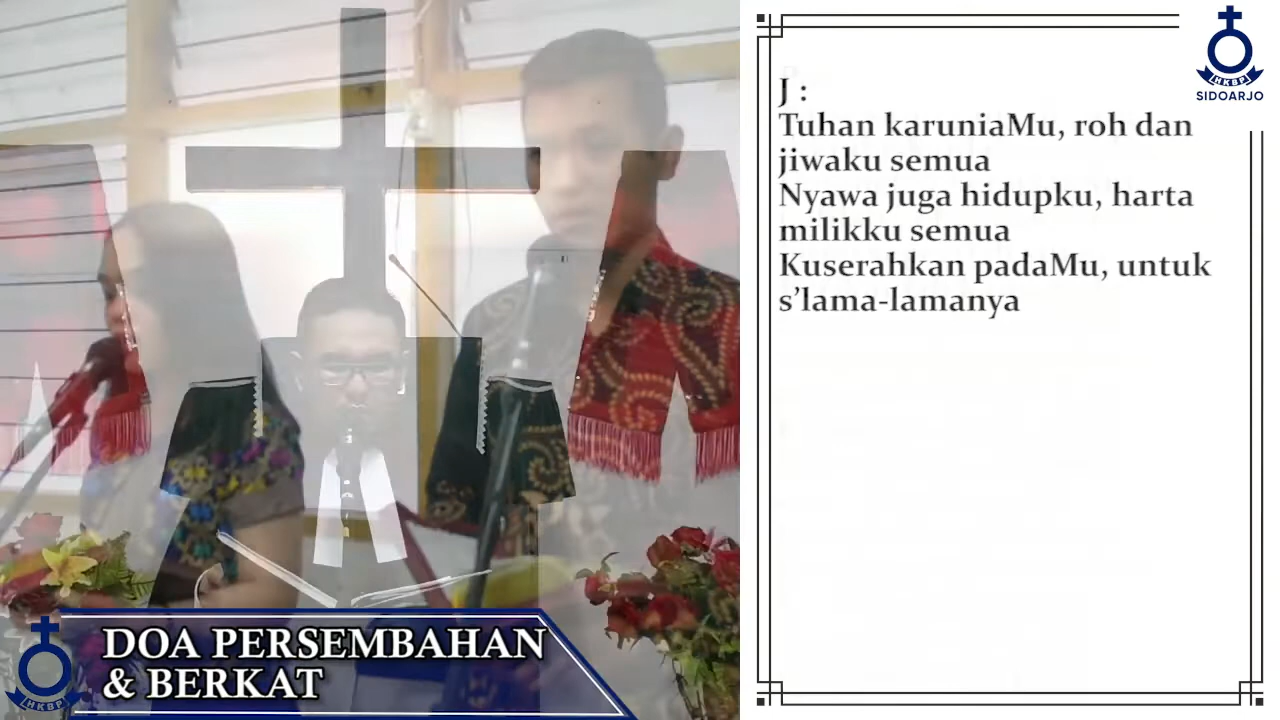 HKBP
SIDOARJO
J :
Tuhan karuniaMu, roh dan
jiwaku semua
Nyawa juga hidupku, harta
milikku semua
Kuserahkan padaMu, untuk
s’lama-lamanya
DOA PERSEMBAHAN
& BERKAT
HKBP